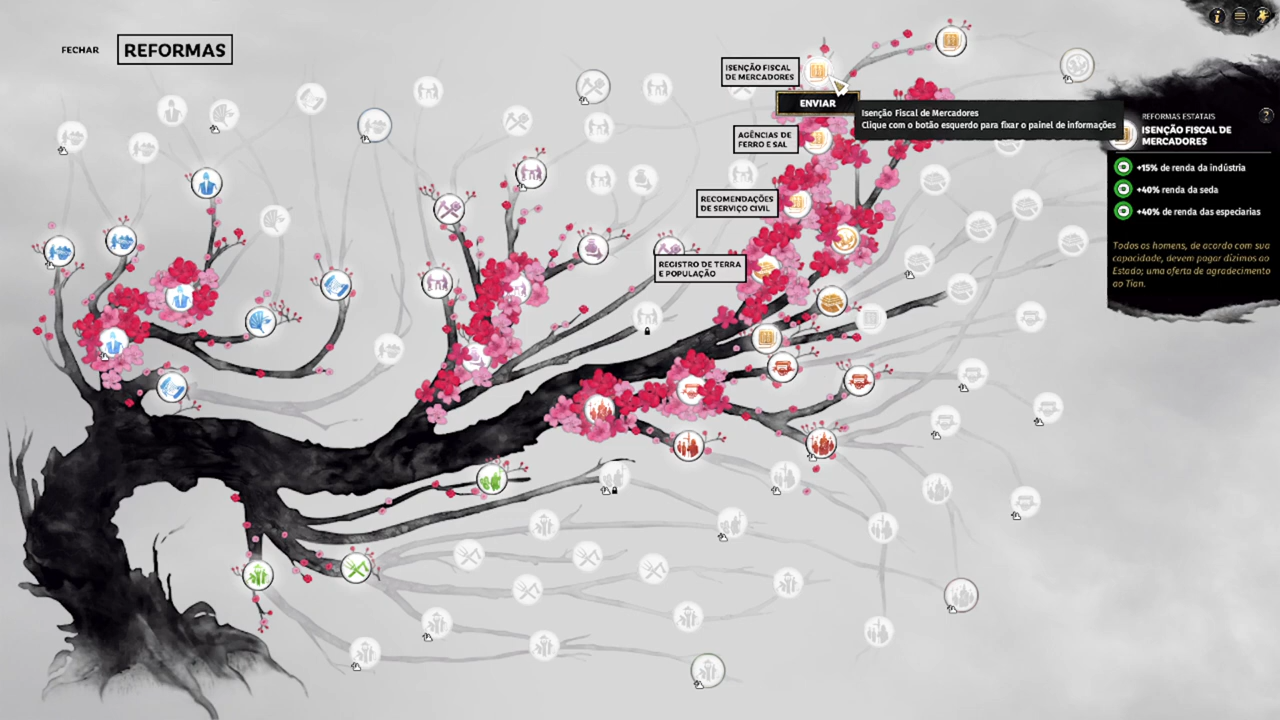 FECHAR
REFORMAS
ISENÇÃO FISCAL
DE MERCADORES
ENVIAR
Isenção Fiscal de Mercadores
Clique com o botão esquerdo para fixar o painel de informações
AGÊNCIAS DE
FERRO E SAL
RECOMENDAÇÕES
DE SERVIÇO CIVIL
REGISTRO DE TERRA
E POPULAÇÃO
REFORMAS ESTATAIS
?
ISENÇÃO FISCAL DE
MERCADORES
+15% de renda da indústria
+40% renda da seda
+40% de renda das especiarias
Todos os homens, de acordo com sua
capacidade, devem pagar dízimos ao
Estado; uma oferta de agradecimento
ao Tian.